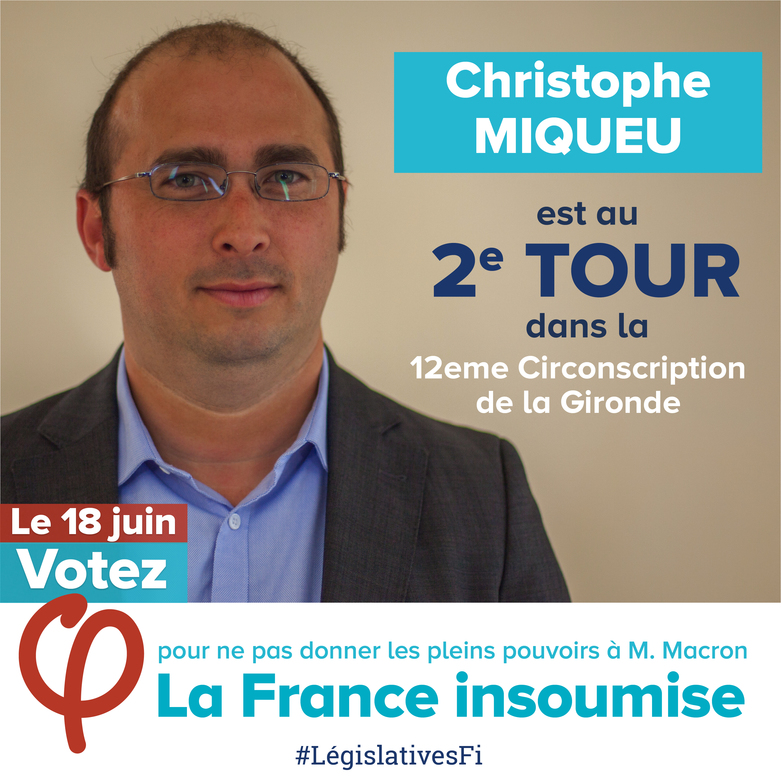 Christophe
MIQUEU
est au
2e TOUR
dans la
12eme Circonscription
de la Gironde
Le 18 juin
Votez
pour ne pas donner les pleins pouvoirs à M. Macron
La France insoumise
#LégislativesFi